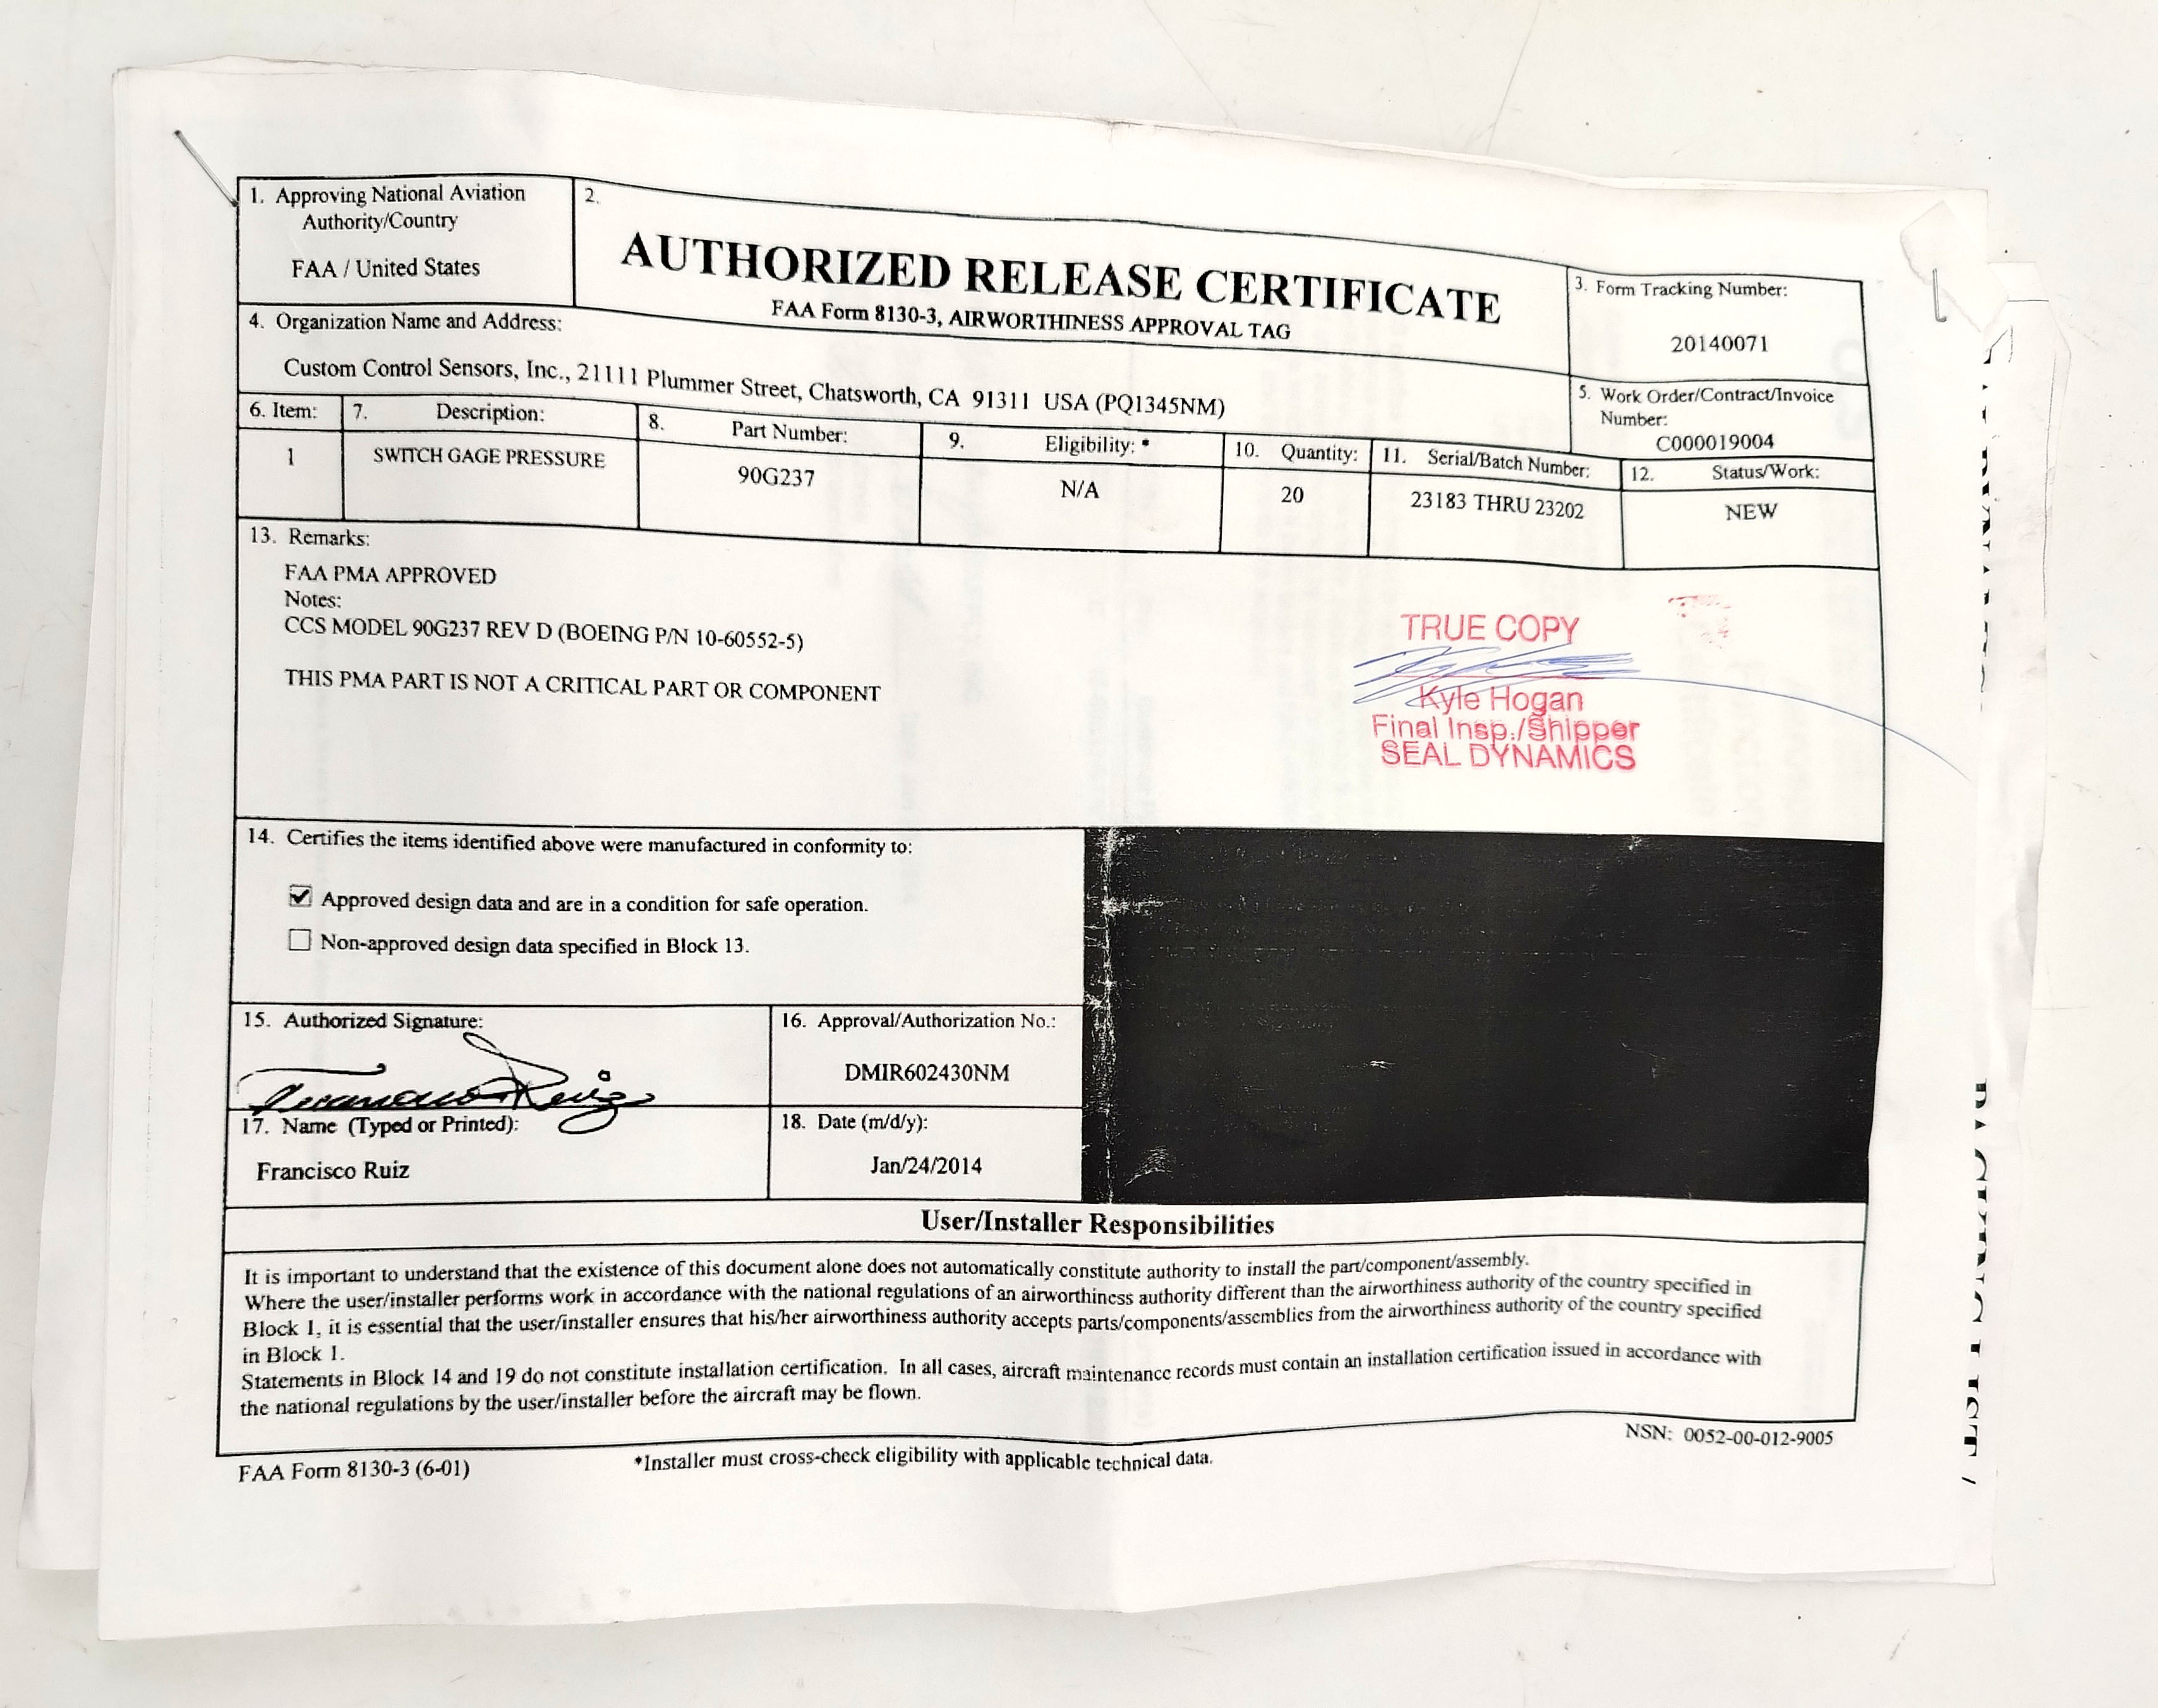 1. Approving National Aviation
Authority/Country
FAA / United States
2.
AUTHORIZED RELEASE CERTIFICATE
FAA Form 8130-3, AIRWORTHINESS APPROVAL TAG
3. Form Tracking Number:
20140071
4. Organization Name and Address:
Custom Control Sensors, Inc., 21111 Plummer Street, Chatsworth, CA 91311 USA (PQ1345NM)
5. Work Order/Contract/Invoice
Number:
C000019004
6. Item: 7. Description: 8. Part Number: 9. Eligibility: * 10. Quantity: 11. Serial/Batch Number: 12. Status/Work:
1 SWITCH GAGE PRESSURE 90G237 N/A 20 23183 THRU 23202 NEW
13. Remarks:
FAA PMA APPROVED
Notes:
CCS MODEL 90G237 REV D (BOEING P/N 10-60552-5)
THIS PMA PART IS NOT A CRITICAL PART OR COMPONENT
TRUE COPY
Kyle Hogan
Final Insp./Shipper
SEAL DYNAMICS
14. Certifies the items identified above were manufactured in conformity to:
Approved design data and are in a condition for safe operation.
Non-approved design data specified in Block 13.
15. Authorized Signature:
Francisco Ruiz
16. Approval/Authorization No.:
DMIR602430NM
17. Name (Typed or Printed):
Francisco Ruiz
18. Date (m/d/y):
Jan/24/2014
User/Installer Responsibilities
It is important to understand that the existence of this document alone does not automatically constitute authority to install the part/component/assembly.
Where the user/installer performs work in accordance with the national regulations of an airworthiness authority different than the airworthiness authority of the country specified in
Block 1, it is essential that the user/installer ensures that his/her airworthiness authority accepts parts/components/assemblies from the airworthiness authority of the country specified
in Block 1.
Statements in Block 14 and 19 do not constitute installation certification. In all cases, aircraft maintenance records must contain an installation certification issued in accordance with
the national regulations by the user/installer before the aircraft may be flown.
FAA Form 8130-3 (6-01)
*Installer must cross-check eligibility with applicable technical data.
NSN: 0052-00-012-9005